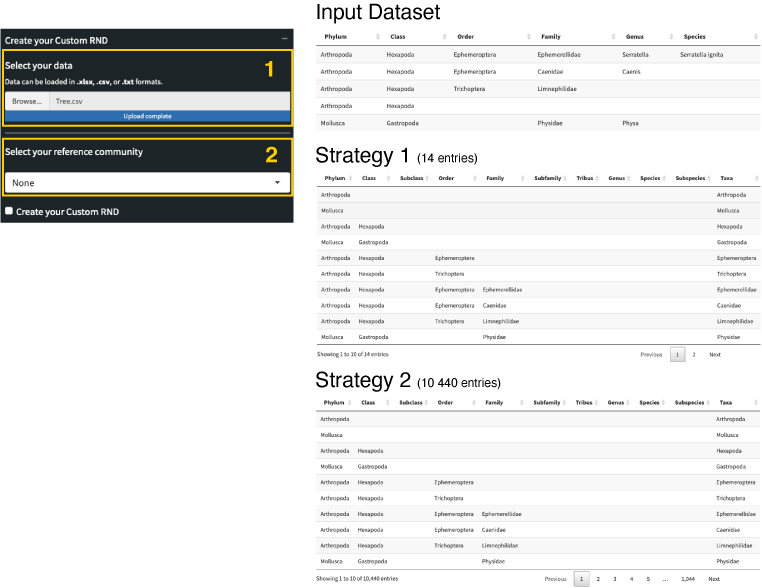 Create your Custom RND
Select your data
1
Data can be loaded in .xlsx, .csv, or .txt formats.
Browse... Tree.csv
Upload complete
Select your reference community
2
None
Create your Custom RND
Input Dataset
Phylum Class Order Family Genus Species
Arthropoda Hexapoda Ephemeroptera Ephemerellidae Serratella Serratella ignita
Arthropoda Hexapoda Ephemeroptera Caenidae Caenis
Arthropoda Hexapoda Trichoptera Limnephilidae
Arthropoda Hexapoda
Mollusca Gastropoda Physidae Physa
Strategy 1 (14 entries)
Phylum Class Subclass Order Family Subfamily Tribus Genus Species Subspecies Taxa
Arthropoda Arthropoda
Mollusca Mollusca
Arthropoda Hexapoda Hexapoda
Mollusca Gastropoda Gastropoda
Arthropoda Hexapoda Ephemeroptera Ephemeroptera
Arthropoda Hexapoda Trichoptera Trichoptera
Arthropoda Hexapoda Ephemeroptera Ephemerellidae Ephemerellidae
Arthropoda Hexapoda Ephemeroptera Caenidae Caenidae
Arthropoda Hexapoda Trichoptera Limnephilidae Limnephilidae
Mollusca Gastropoda Physidae Physidae
Showing 1 to 10 of 14 entries Previous 1 2 Next
Strategy 2 (10 440 entries)
Phylum Class Subclass Order Family Subfamily Tribus Genus Species Subspecies Taxa
Arthropoda Arthropoda
Mollusca Mollusca
Arthropoda Hexapoda Hexapoda
Mollusca Gastropoda Gastropoda
Arthropoda Hexapoda Ephemeroptera Ephemeroptera
Arthropoda Hexapoda Trichoptera Trichoptera
Arthropoda Hexapoda Ephemeroptera Ephemerellidae Ephemerellidae
Arthropoda Hexapoda Ephemeroptera Caenidae Caenidae
Arthropoda Hexapoda Trichoptera Limnephilidae Limnephilidae
Mollusca Gastropoda Physidae Physidae
Showing 1 to 10 of 10,440 entries Previous 1 2 3 4 5 ... 1,044 Next